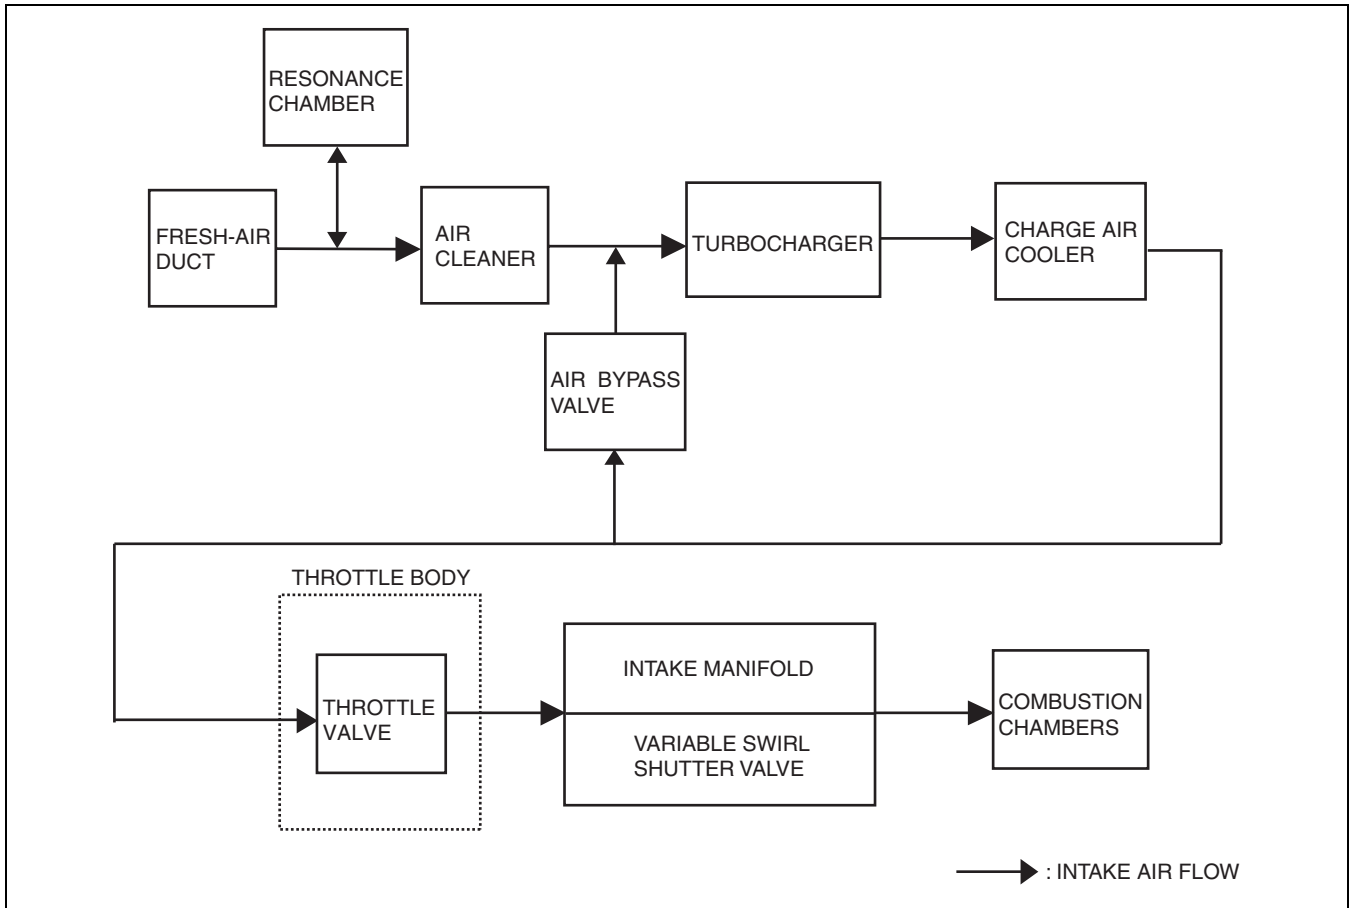 RESONANCE
CHAMBER
FRESH-AIR
DUCT
AIR
CLEANER
TURBOCHARGER
CHARGE AIR
COOLER
AIR BYPASS
VALVE
THROTTLE BODY
THROTTLE
VALVE
INTAKE MANIFOLD
VARIABLE SWIRL
SHUTTER VALVE
COMBUSTION
CHAMBERS
: INTAKE AIR FLOW